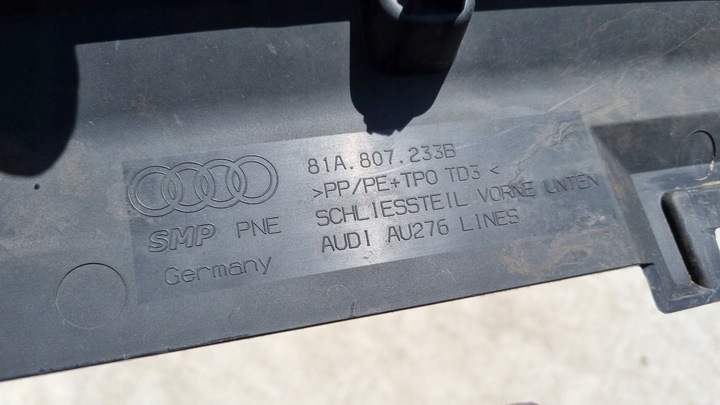 81A.807.233B
>PP/PE+TPO TD3<
SCHLIESSTEIL VORNE UNTEN
AUDI AU276 LINES
SMP PNE
Germany